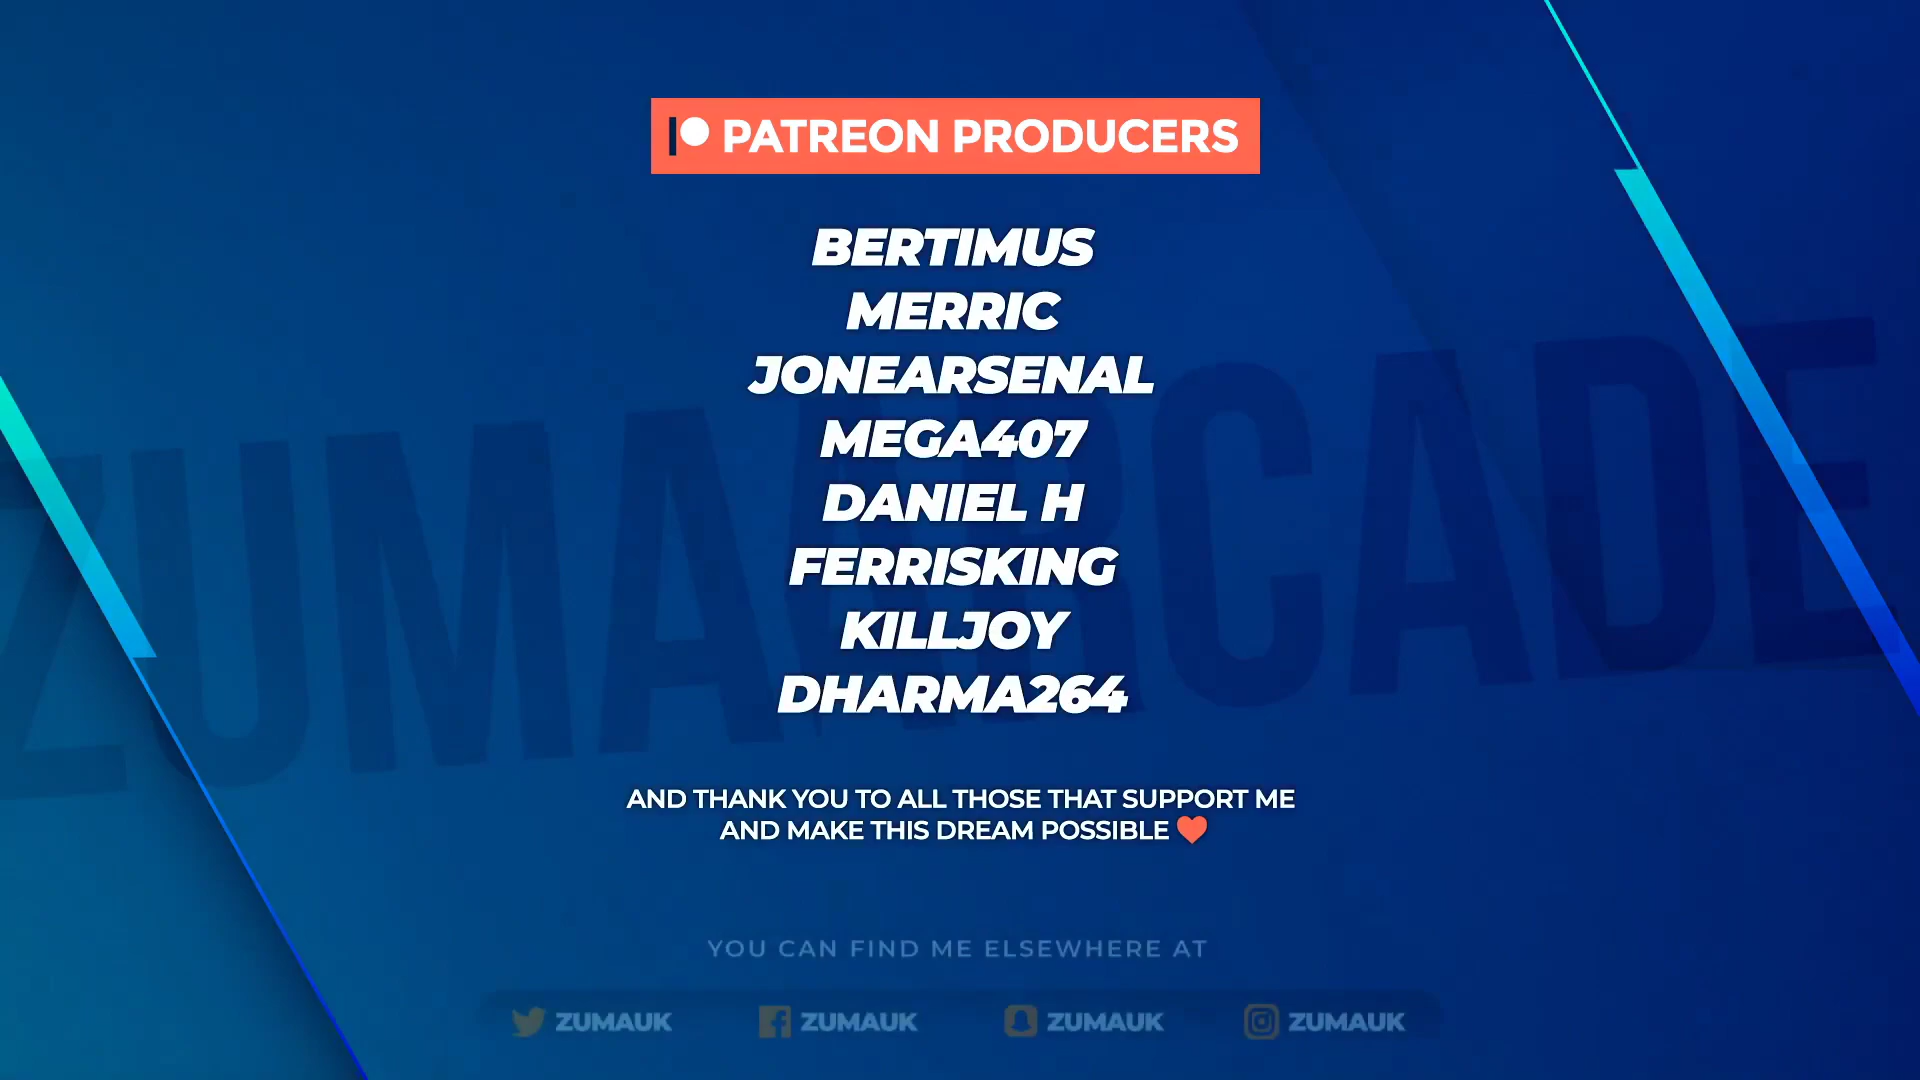 PATREON PRODUCERS
BERTIMUS
MERRIC
JONEARSENAL
MEGA407
DANIEL H
FERRISKING
KILLJOY
DHARMA264
ZUMAARCADE
AND THANK YOU TO ALL THOSE THAT SUPPORT ME
AND MAKE THIS DREAM POSSIBLE
YOU CAN FIND ME ELSEWHERE AT
ZUMAUK ZUMAUK ZUMAUK ZUMAUK